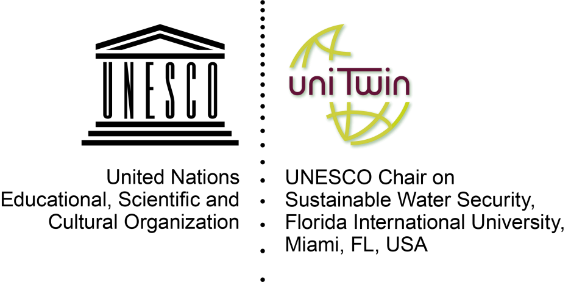 UNESCO
United Nations
Educational, Scientific and
Cultural Organization
uniTwin
UNESCO Chair on
Sustainable Water Security,
Florida International University,
Miami, FL, USA